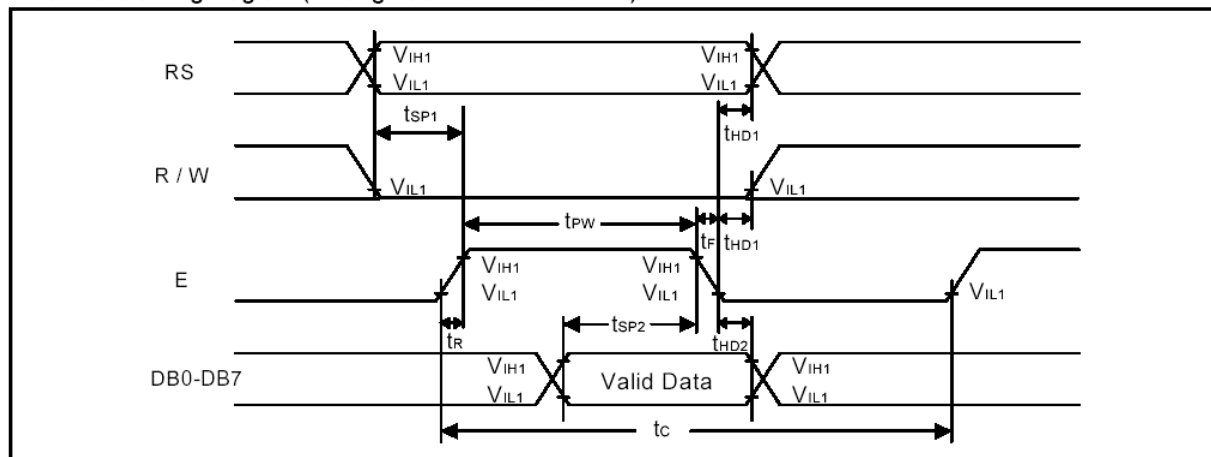 RS
VIH1
VIL1
VIH1
VIL1
tSP1
tHD1
R / W
VIL1
VIL1
tPW
tF
tHD1
E
VIH1
VIL1
VIH1
VIL1
VIL1
tR
tSP2
tHD2
DB0-DB7
VIH1
VIL1
Valid Data
VIH1
VIL1
tC